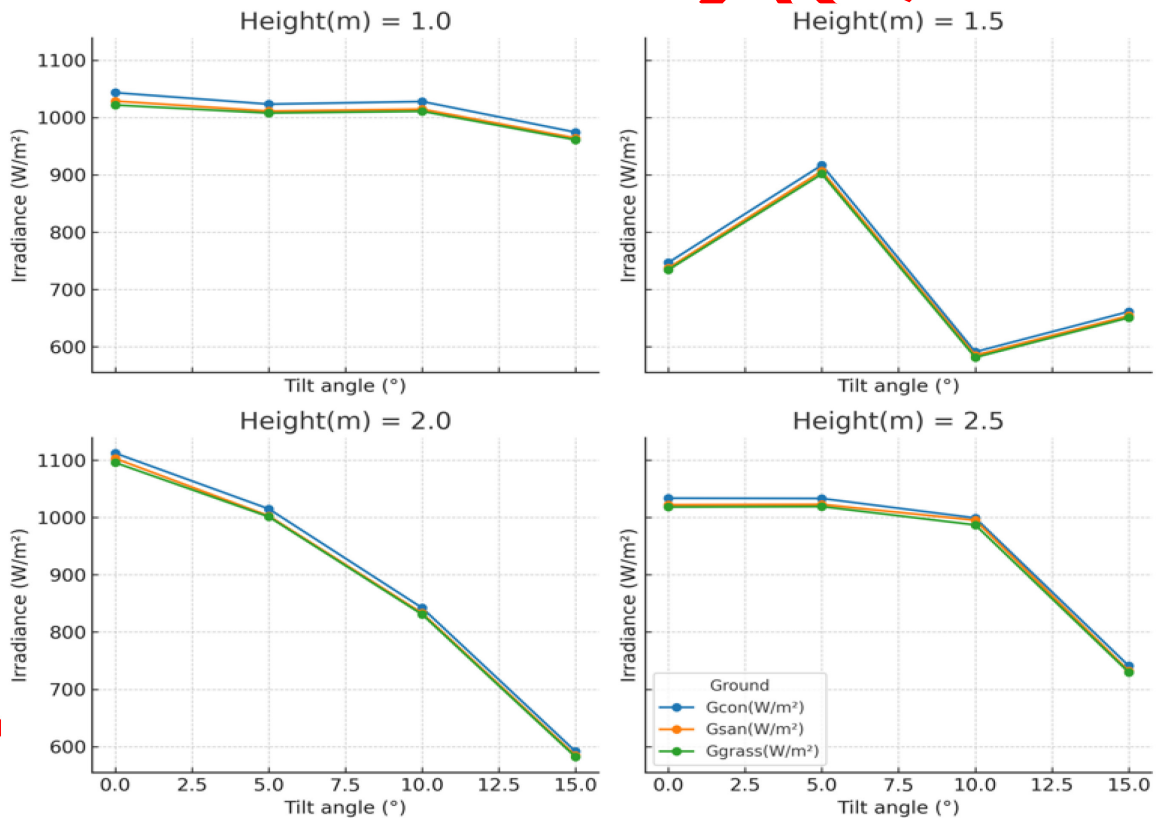 Height(m) = 1.0
Height(m) = 1.5
1100
1000
900
800
700
600
Irradiance (W/m²)
Irradiance (W/m²)
Tilt angle (°)
Tilt angle (°)
Height(m) = 2.0
Height(m) = 2.5
1100
1000
900
800
700
600
Irradiance (W/m²)
Irradiance (W/m²)
Ground
Gcon(W/m²)
Gsan(W/m²)
Ggrass(W/m²)
0.0 2.5 5.0 7.5 10.0 12.5 15.0
0.0 2.5 5.0 7.5 10.0 12.5 15.0
Tilt angle (°)
Tilt angle (°)